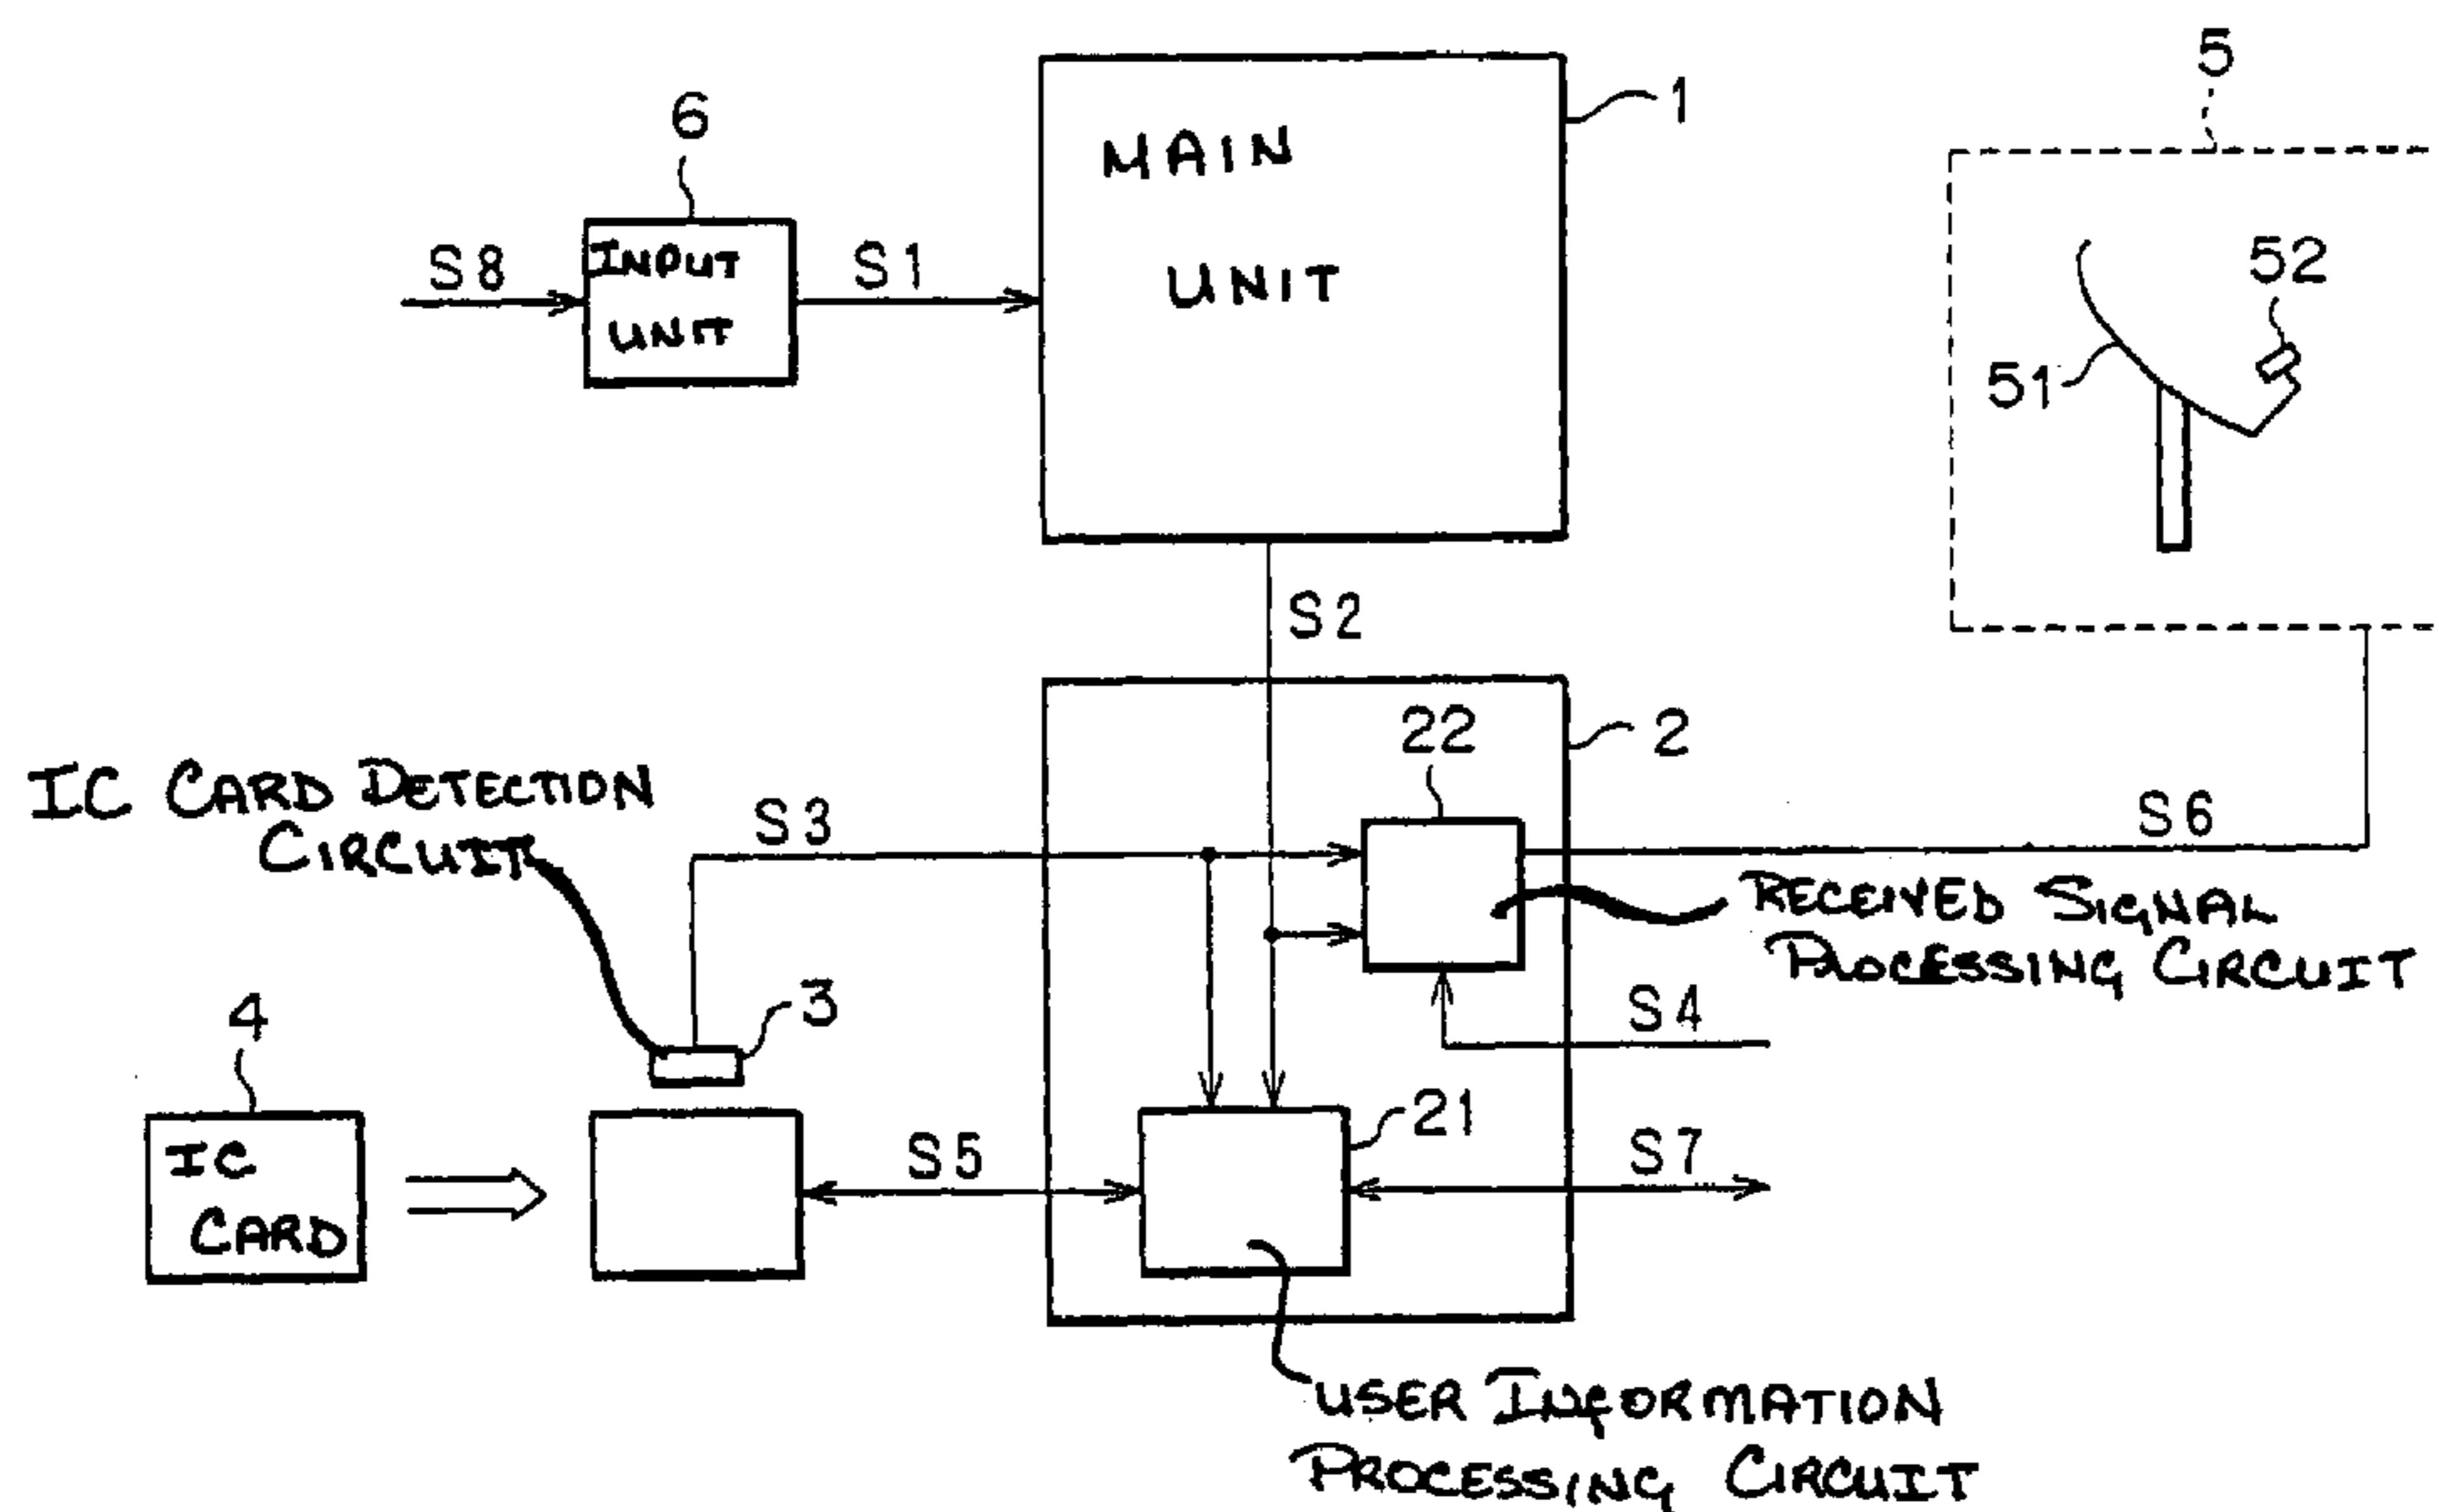 5
6
1
MAIN
UNIT
S8
INPUT
UNIT
S1
52
51
S2
22
2
IC CARD DETECTION
CIRCUIT
S3
S6
RECEIVED SIGNAL
PROCESSING CIRCUIT
4
3
S4
IC
CARD
S5
21
S7
USER INFORMATION
PROCESSING CIRCUIT